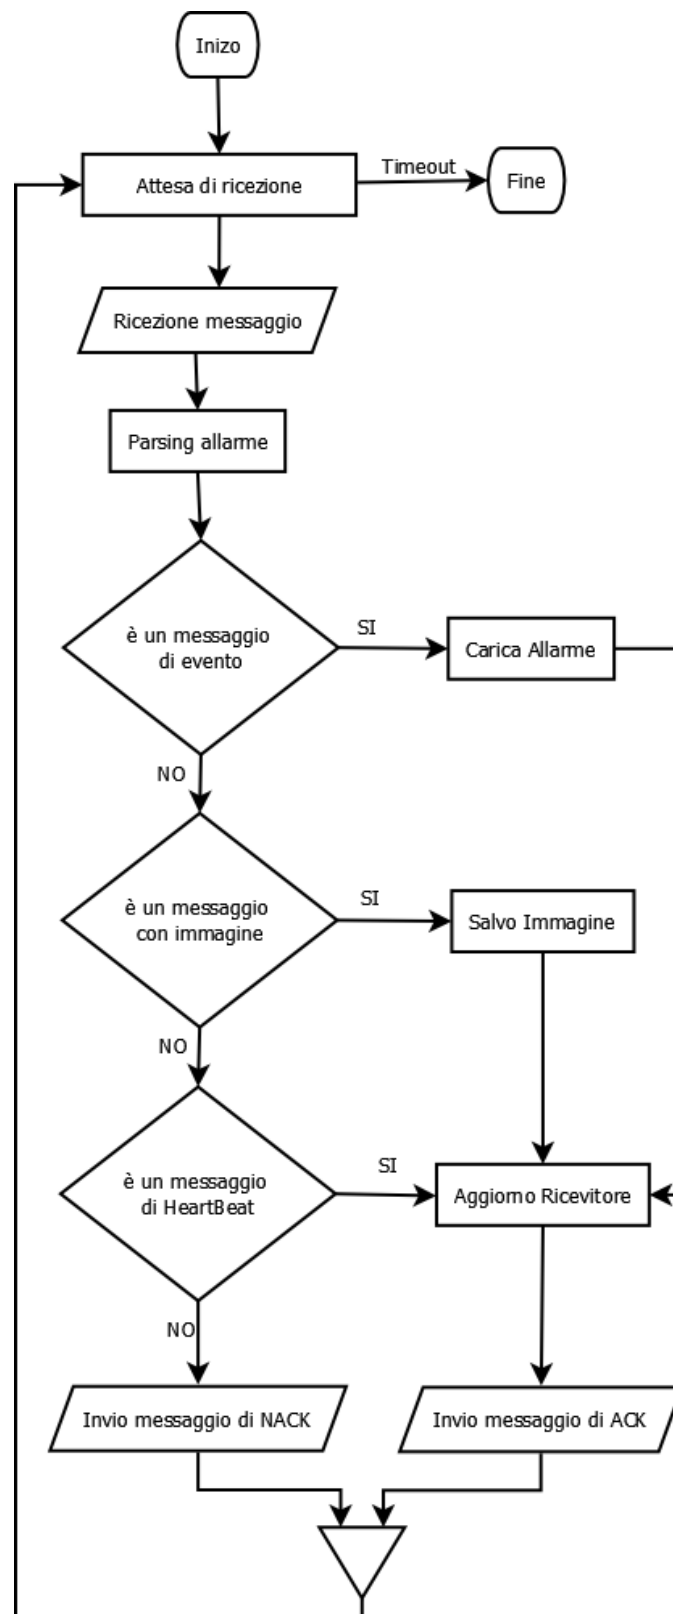 Inizo
Attesa di ricezione
Timeout
Fine
Ricezione messaggio
Parsing allarme
è un messaggio
di evento
SI
Carica Allarme
NO
è un messaggio
con immagine
SI
Salvo Immagine
NO
è un messaggio
di HeartBeat
SI
Aggiorno Ricevitore
NO
Invio messaggio di NACK
Invio messaggio di ACK